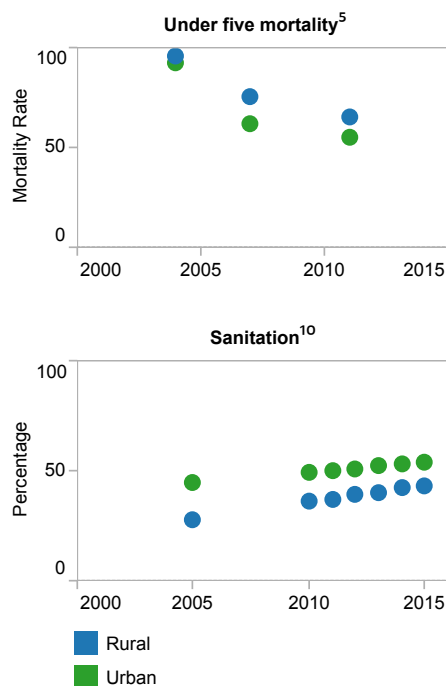 Under five mortality5
Mortality Rate
100
50
0
2000 2005 2010 2015
Sanitation10
Percentage
100
50
0
2000 2005 2010 2015
Rural
Urban